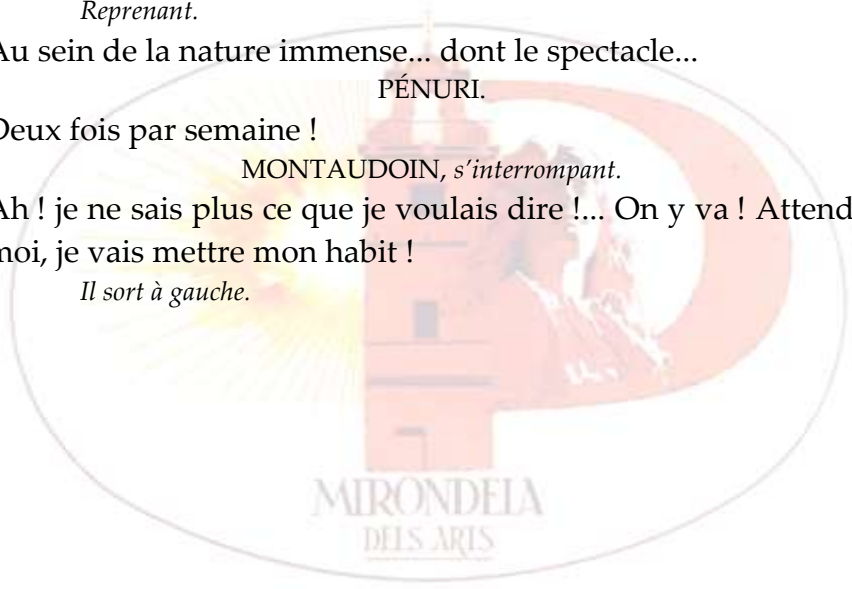 Reprenant.
Au sein de la nature immense... dont le spectacle...
PÉNURI.
Deux fois par semaine !
MONTAUDOIN, s’interrompant.
Ah ! je ne sais plus ce que je voulais dire !... On y va ! Attend
moi, je vais mettre mon habit !
Il sort à gauche.
MIRONDELA
DELS ARTS